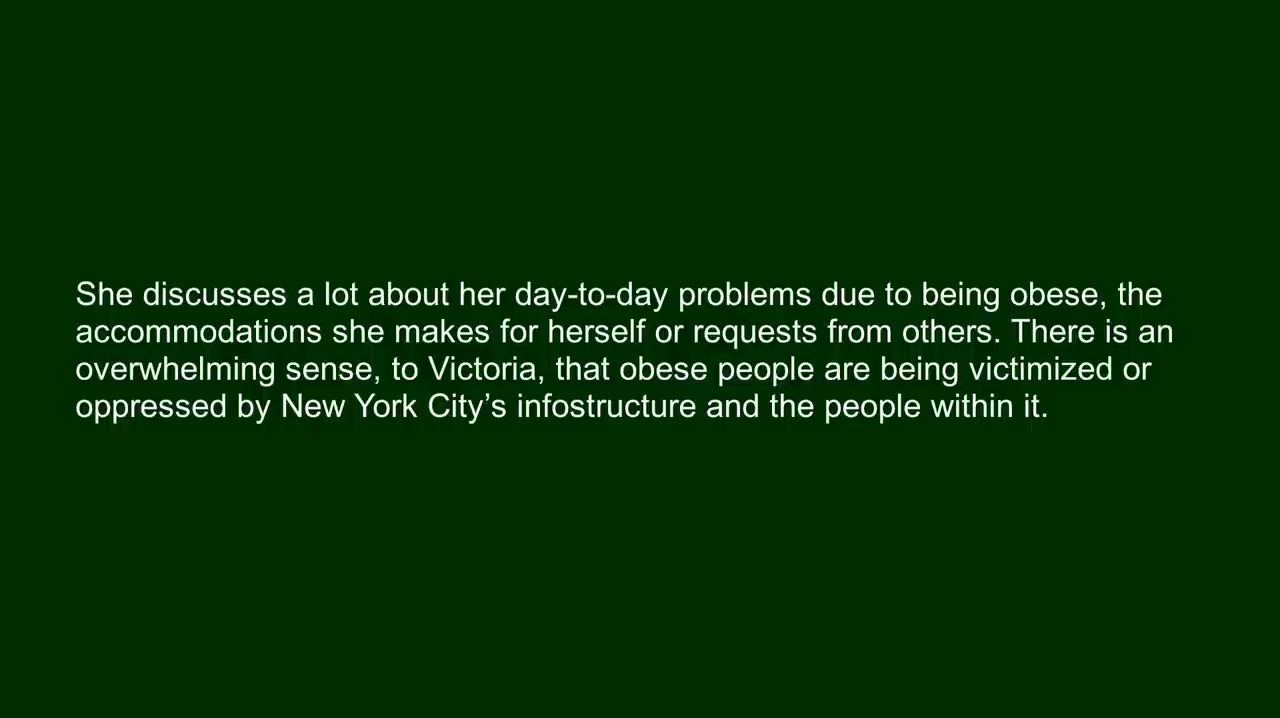 She discusses a lot about her day-to-day problems due to being obese, the
accommodations she makes for herself or requests from others. There is an
overwhelming sense, to Victoria, that obese people are being victimized or
oppressed by New York City’s infostructure and the people within it.